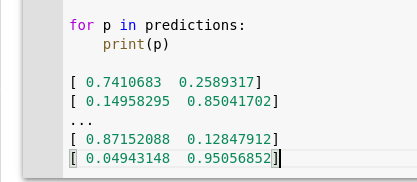 for p in predictions:
    print(p)
[ 0.7410683  0.2589317]
[ 0.14958295  0.85041702]
...
[ 0.87152088  0.12847912]
[ 0.04943148  0.95056852]